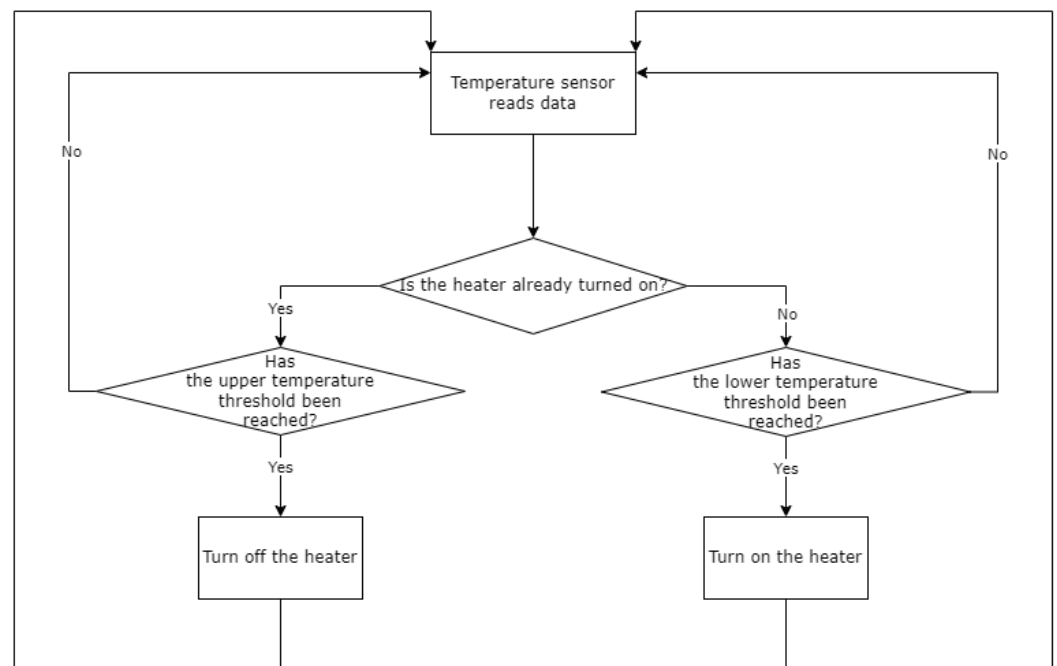 Temperature sensor
reads data
No
No
Is the heater already turned on?
Yes
No
Has
the upper temperature
threshold been
reached?
Has
the lower temperature
threshold been
reached?
Yes
Yes
Turn off the heater
Turn on the heater